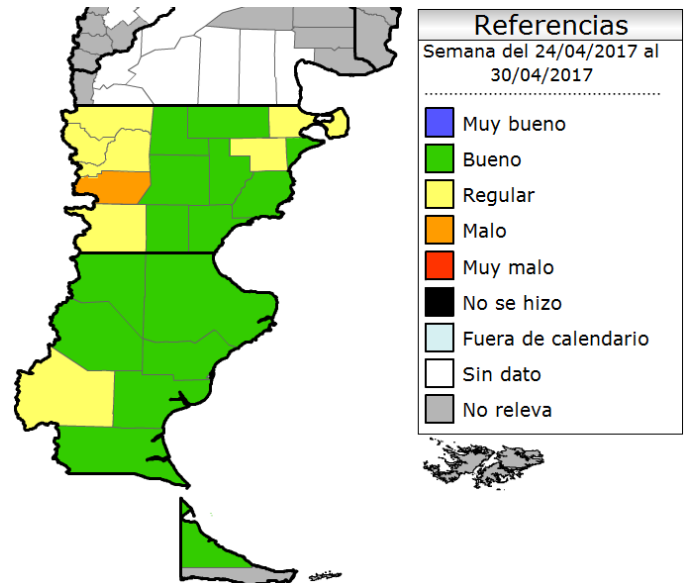 Referencias
Semana del 24/04/2017 al
30/04/2017
Muy bueno
Bueno
Regular
Malo
Muy malo
No se hizo
Fuera de calendario
Sin dato
No releva